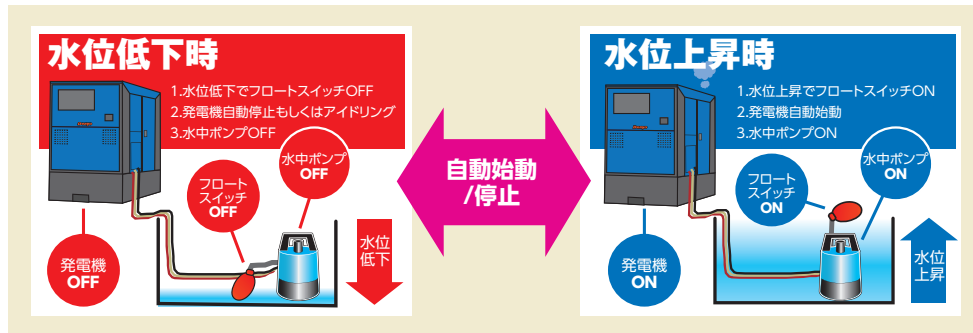 水位低下時
1.水位低下でフロートスイッチOFF
2.発電機自動停止もしくはアイドリング
3.水中ポンプOFF
水中ポンプ
OFF
フロート
スイッチ
OFF
発電機
OFF
水位
低下
自動始動
/停止
水位上昇時
1.水位上昇でフロートスイッチON
2.発電機自動始動
3.水中ポンプON
水中ポンプ
ON
フロート
スイッチ
ON
発電機
ON
水位
上昇